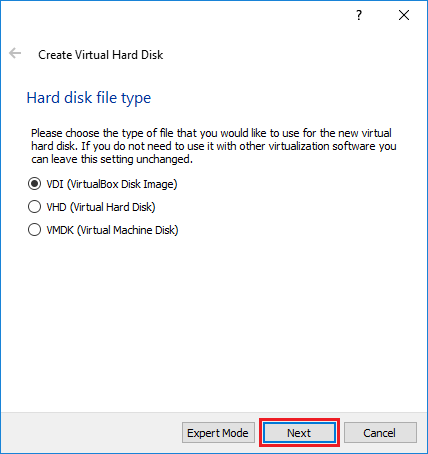 ?
Create Virtual Hard Disk
Hard disk file type
Please choose the type of file that you would like to use for the new virtual
hard disk. If you do not need to use it with other virtualization software you
can leave this setting unchanged.
VDI (VirtualBox Disk Image)
VHD (Virtual Hard Disk)
VMDK (Virtual Machine Disk)
Expert Mode Next Cancel